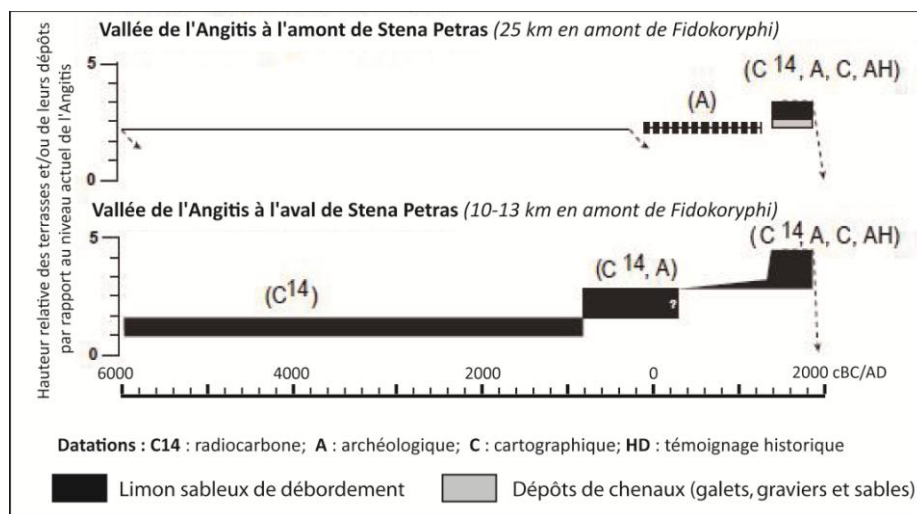 Vallée de l'Angitis à l'amont de Stena Petras (25 km en amont de Fidokoryphi)
5
(C 14, A, C, AH)
(A)
0
Hauteur relative des terrasses et/ou de leurs dépôts
par rapport au niveau actuel de l'Angitis
Vallée de l'Angitis à l'aval de Stena Petras (10-13 km en amont de Fidokoryphi)
5
(C 14 A, C, AH)
(C 14, A)
(C14)
?
0
6000 4000 2000 0 2000 cBC/AD
Datations : C14 : radiocarbone; A : archéologique; C : cartographique; HD : témoignage historique
Limon sableux de débordement Dépôts de chenaux (galets, graviers et sables)